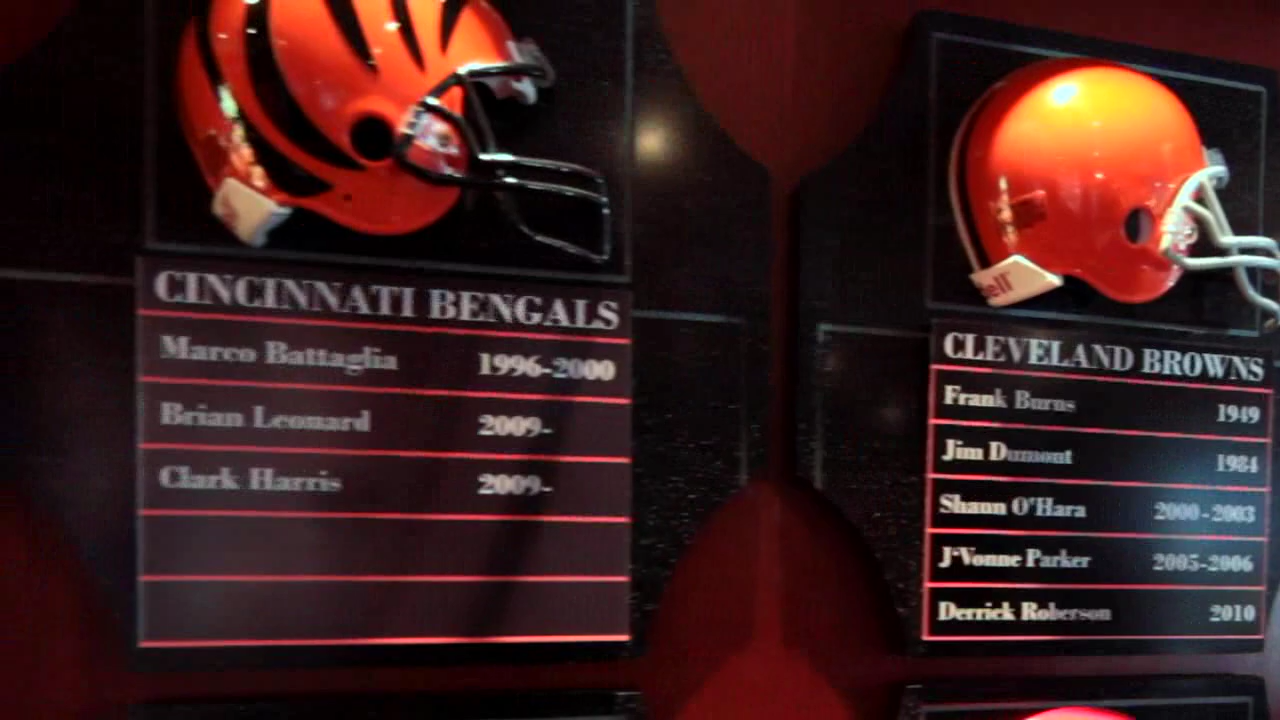 CINCINNATI BENGALS
Marco Battaglia 1996-2000
Brian Leonard 2009-
Clark Harris 2009-
CLEVELAND BROWNS
Frank Burns 1949
Jim Dumont 1984
Shaun O'Hara 2000-2003
J'Vonne Parker 2005-2006
Derrick Roberson 2010